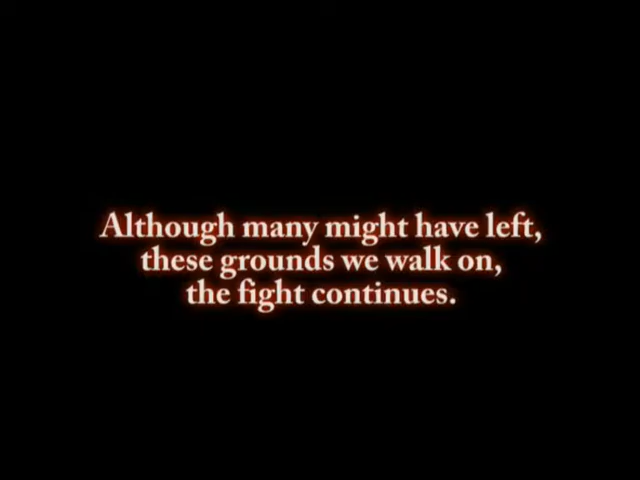 Although many might have left,
these grounds we walk on,
the fight continues.